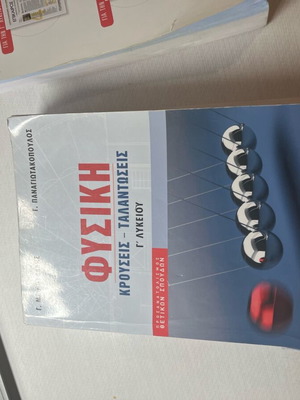 Γ. ΠΑΝΑΓΙΩΤΑΚΟΠΟΥΛΟΣ
ΦΥΣΙΚΗ
ΚΡΟΥΣΕΙΣ - ΤΑΛΑΝΤΩΣΕΙΣ
Γ΄ ΛΥΚΕΙΟΥ
ΘΕΤΙΚΩΝ ΣΠΟΥΔΩΝ